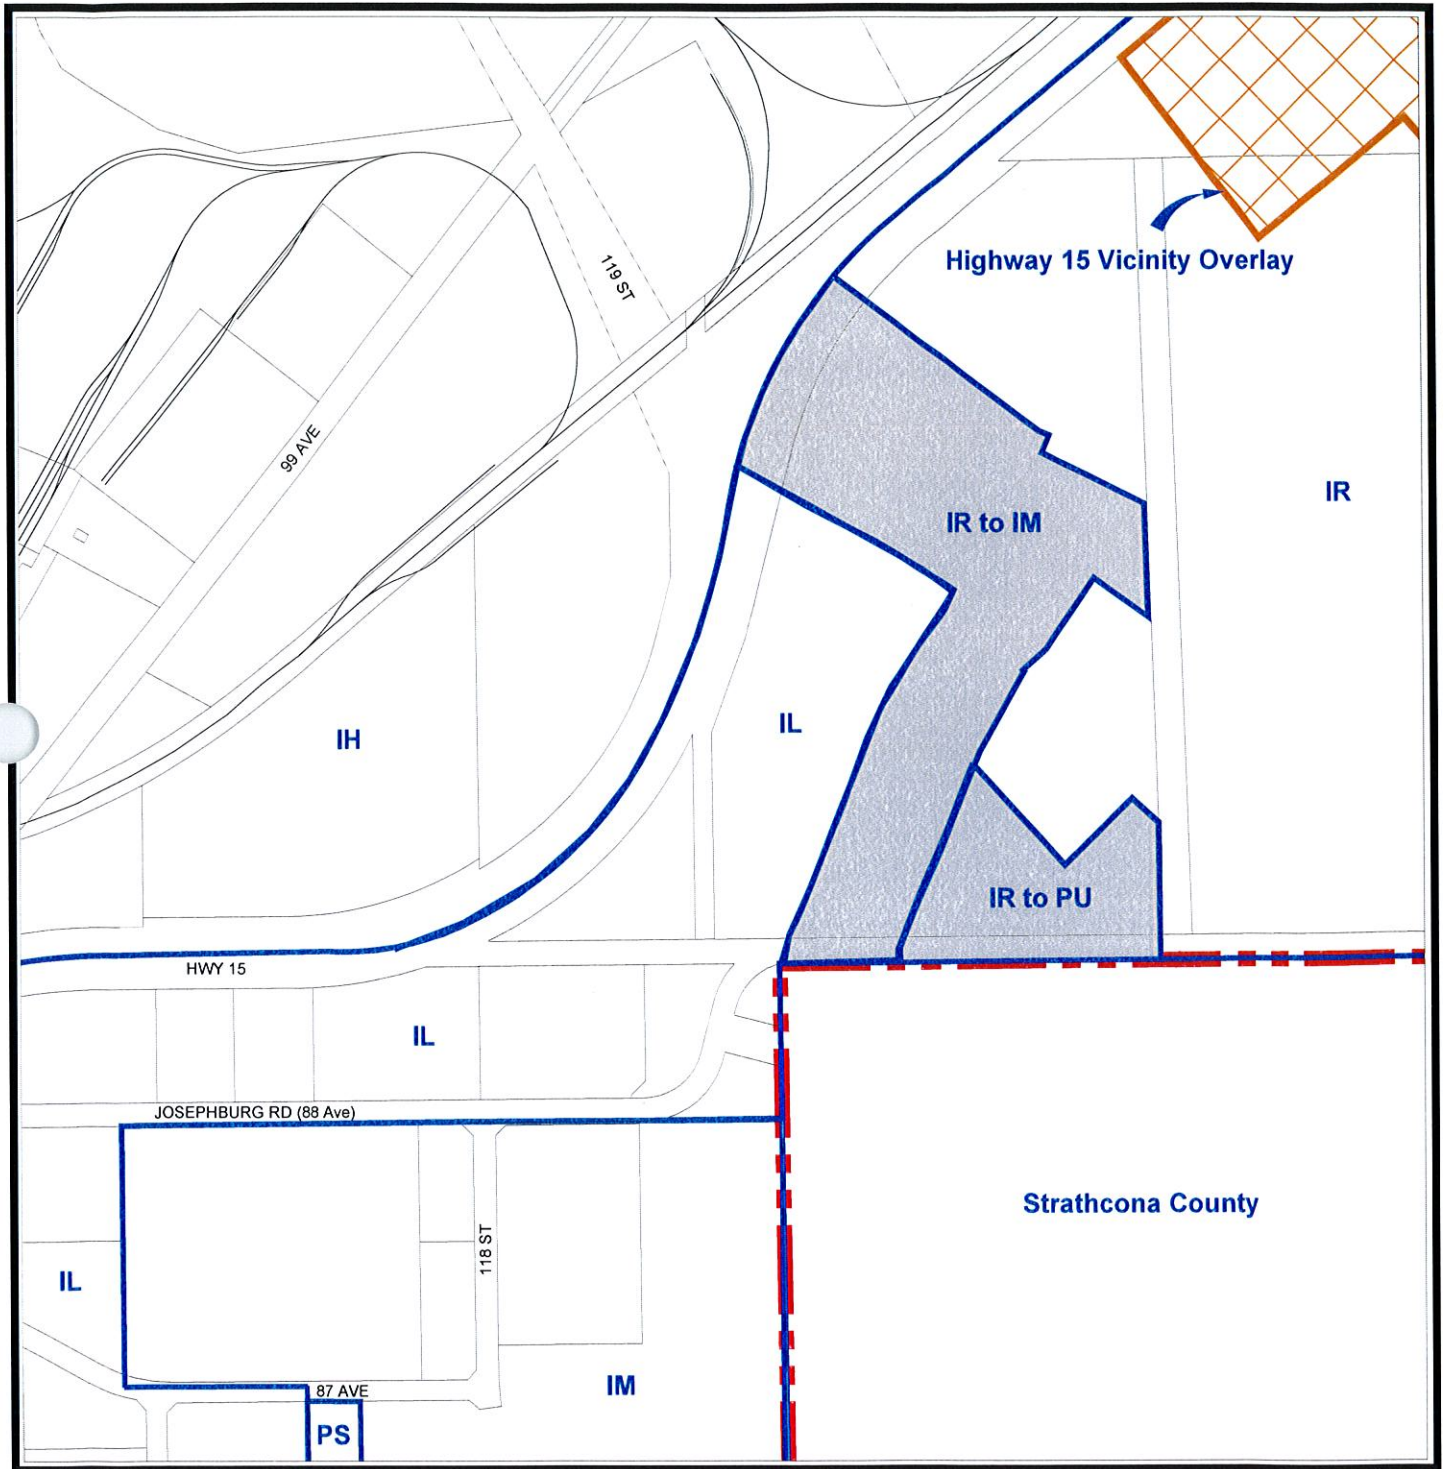 Highway 15 Vicinity Overlay
119 ST
99 AVE
IR
IR to IM
IL
IH
IR to PU
HWY 15
IL
JOSEPHBURG RD (88 Ave)
Strathcona County
118 ST
IL
IM
87 AVE
PS